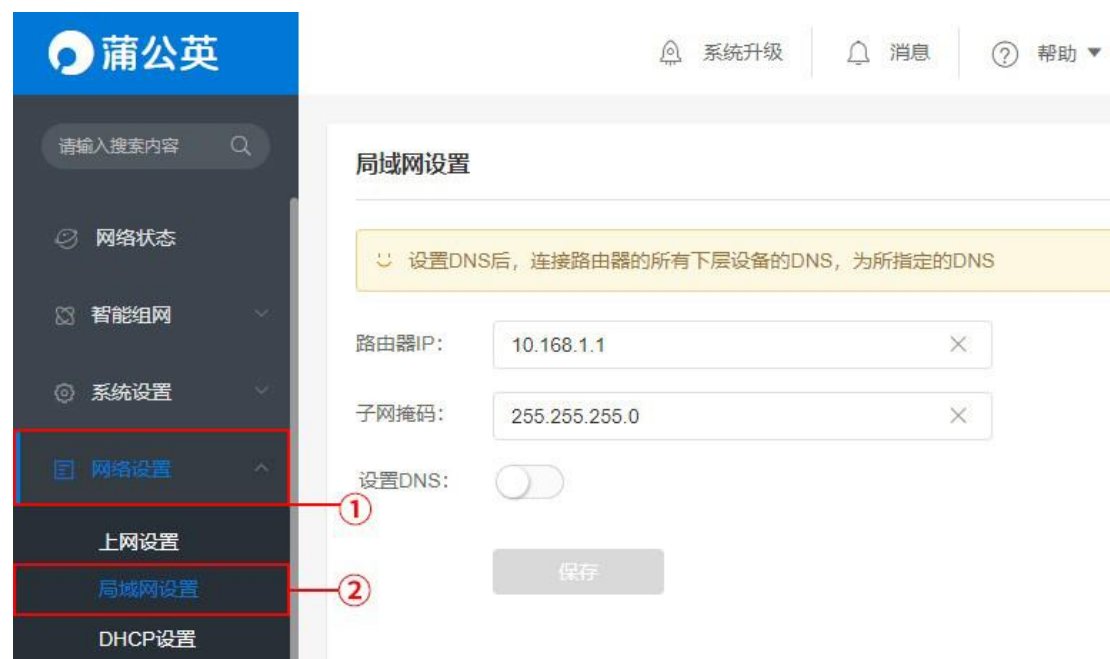 蒲公英
系统升级
消息
帮助
请输入搜索内容
局域网设置
网络状态
设置DNS后，连接路由器的所有下层设备的DNS，为所指定的DNS
智能组网
路由器IP：
10.168.1.1
系统设置
子网掩码：
255.255.255.0
网络设置
设置DNS：
①
上网设置
保存
局域网设置
②
DHCP设置